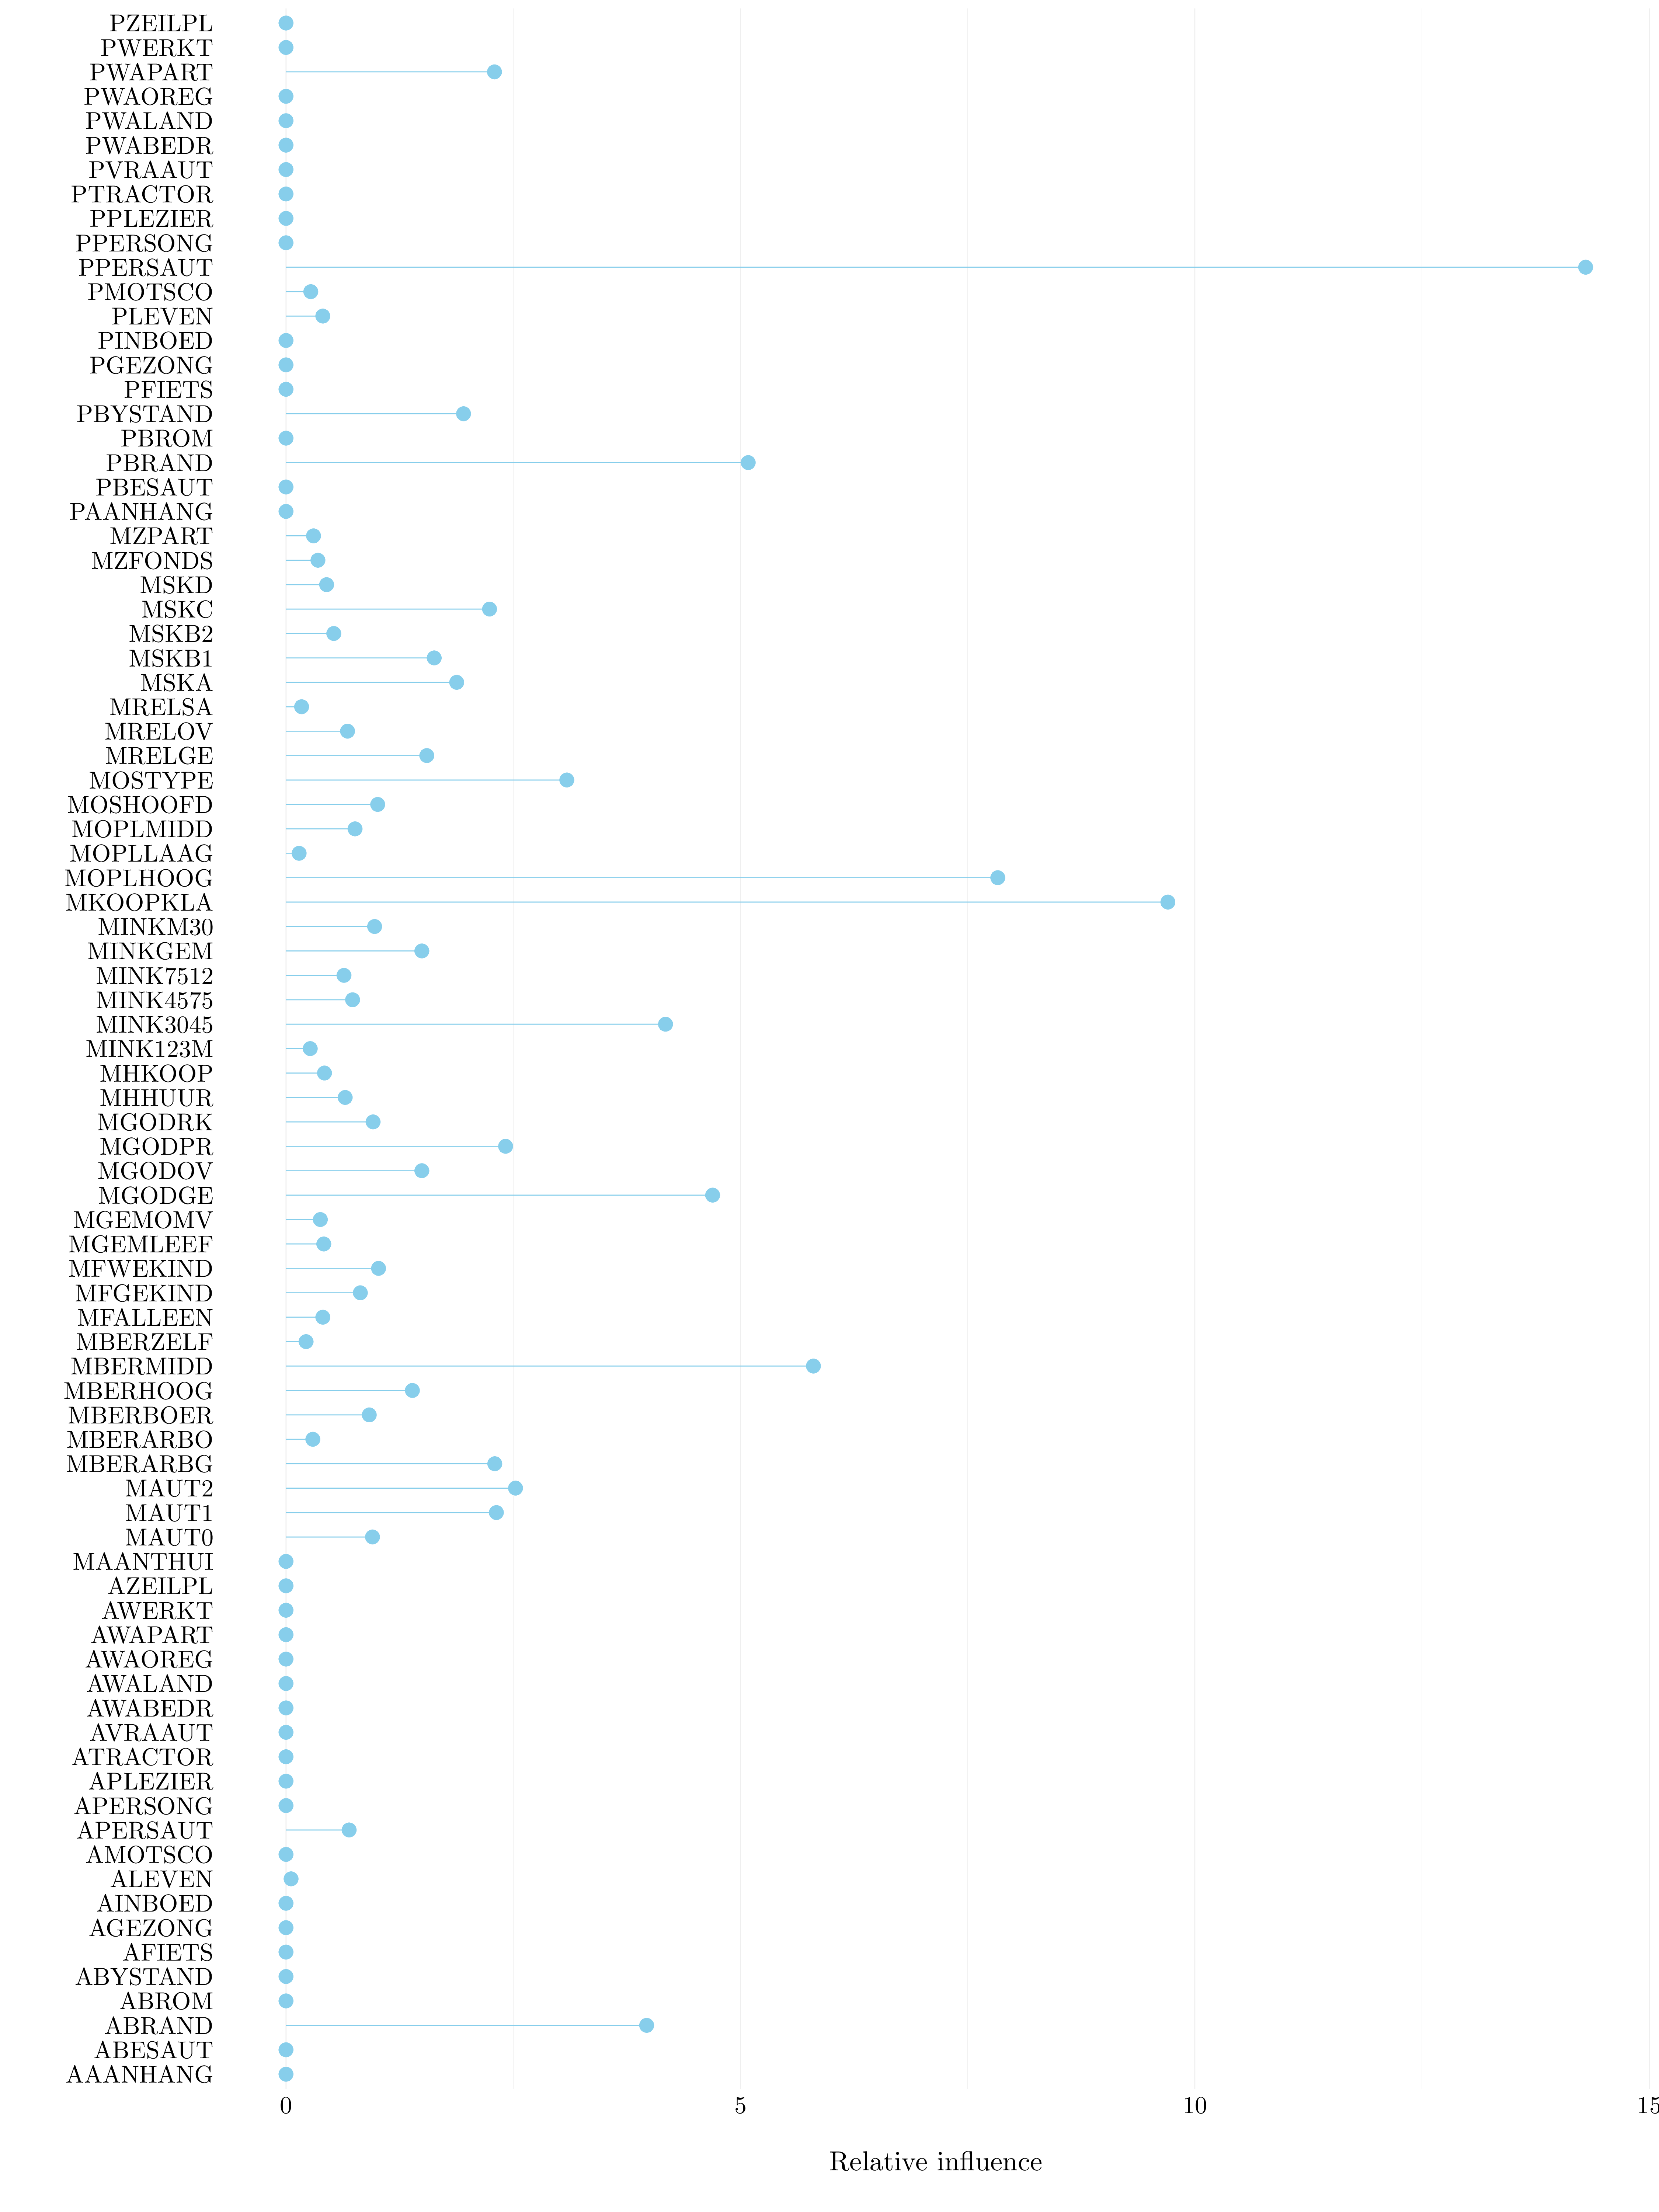 PZEILPL
PWERKT
PWAPART
PWAOREG
PWALAND
PWABEDR
PVRAAUT
PTRACTOR
PPLEZIER
PPERSONG
PPERSAUT
PMOTSCO
PLEVEN
PINBOED
PGEZONG
PFIETS
PBYSTAND
PBROM
PBRAND
PBESAUT
PAANHANG
MZPART
MZFONDS
MSKD
MSKC
MSKB2
MSKB1
MSKA
MRELSA
MRELOV
MRELGE
MOSTYPE
MOSHOOFD
MOPLMIDD
MOPLLAAG
MOPLHOOG
MKOOPKLA
MINKM30
MINKGEM
MINK7512
MINK4575
MINK3045
MINK123M
MHKOOP
MHHUUR
MGODRK
MGODPR
MGODOV
MGODGE
MGEMOMV
MGEMLEEF
MFWEKIND
MFGEKIND
MFALLEEN
MBERZELF
MBERMIDD
MBERHOOG
MBERBOER
MBERARBO
MBERARBG
MAUT2
MAUT1
MAUT0
MAANTHUI
AZEILPL
AWERKT
AWAPART
AWAOREG
AWALAND
AWABEDR
AVRAAUT
ATRACTOR
APLEZIER
APERSONG
APERSAUT
AMOTSCO
ALEVEN
AINBOED
AGEZONG
AFIETS
ABYSTAND
ABROM
ABRAND
ABESAUT
AAANHANG
0 5 10 15
Relative influence